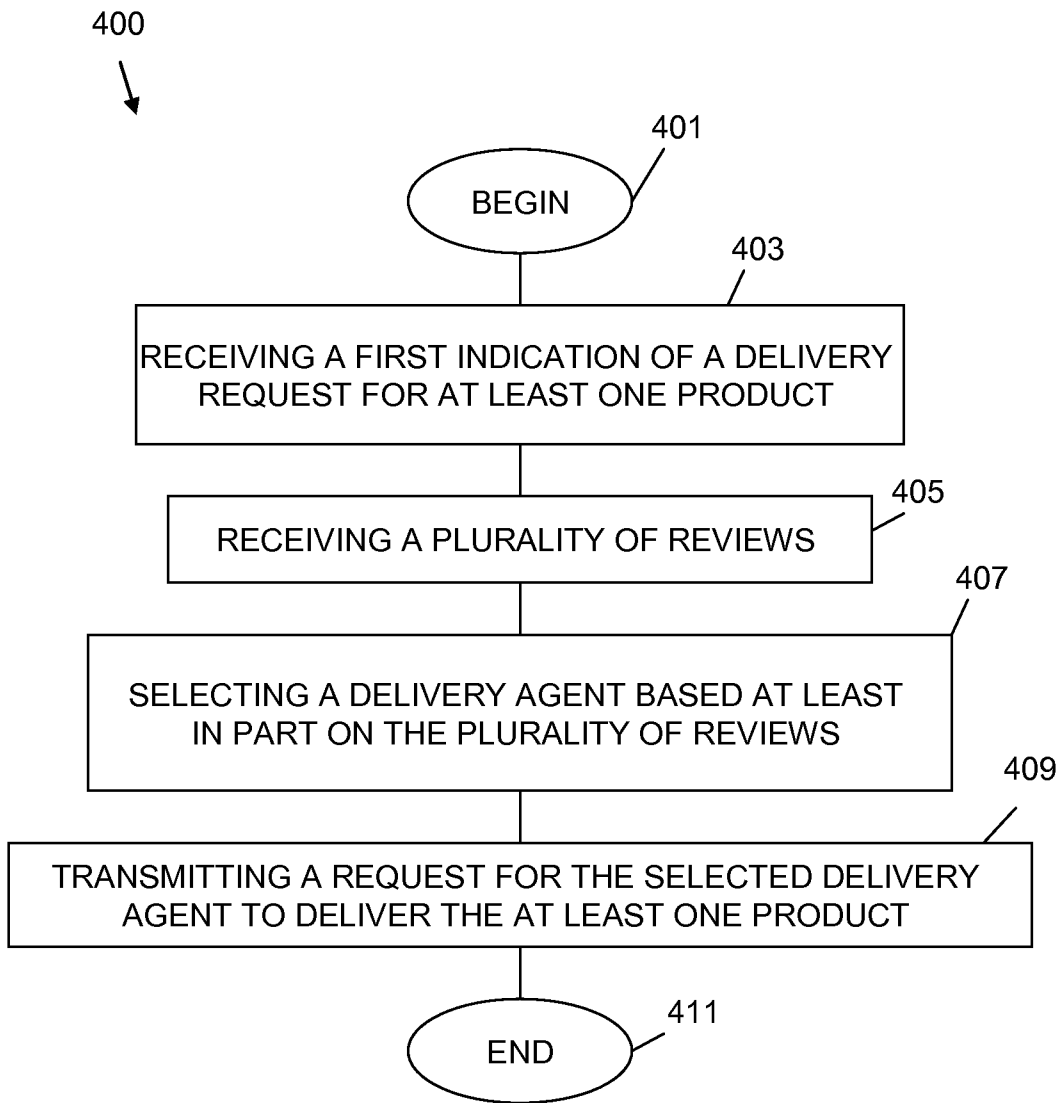 400
401
BEGIN
403
RECEIVING A FIRST INDICATION OF A DELIVERY
REQUEST FOR AT LEAST ONE PRODUCT
405
RECEIVING A PLURALITY OF REVIEWS
407
SELECTING A DELIVERY AGENT BASED AT LEAST
IN PART ON THE PLURALITY OF REVIEWS
409
TRANSMITTING A REQUEST FOR THE SELECTED DELIVERY
AGENT TO DELIVER THE AT LEAST ONE PRODUCT
411
END